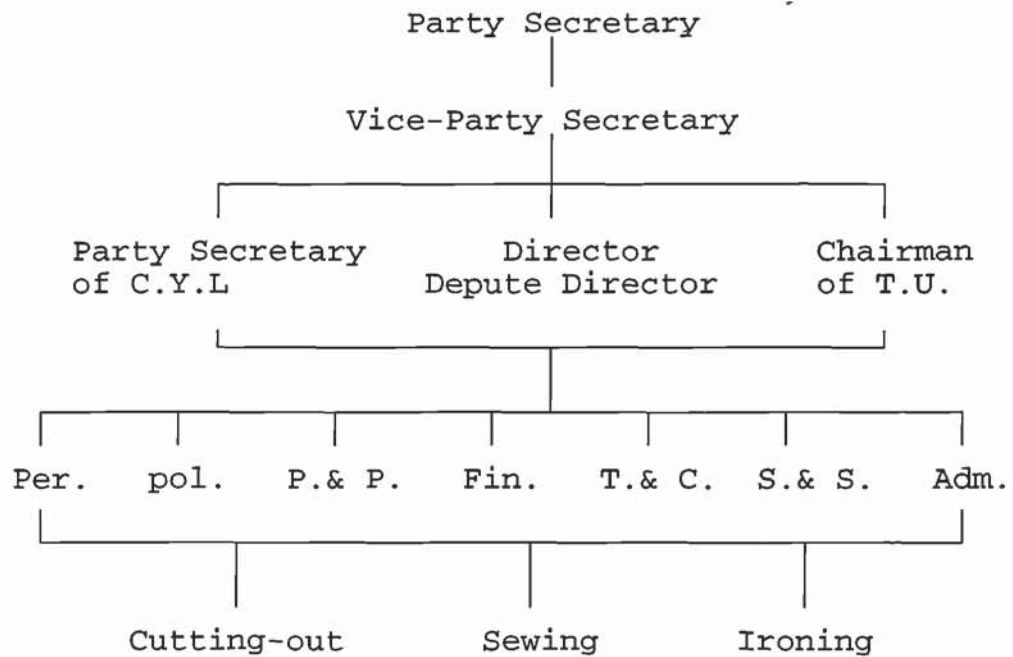 Party Secretary
Vice-Party Secretary
Party Secretary
of C.Y.L
Director
Depute Director
Chairman
of T.U.
Per. pol. P.& P. Fin. T.& C. S.& S. Adm.
Cutting-out Sewing Ironing